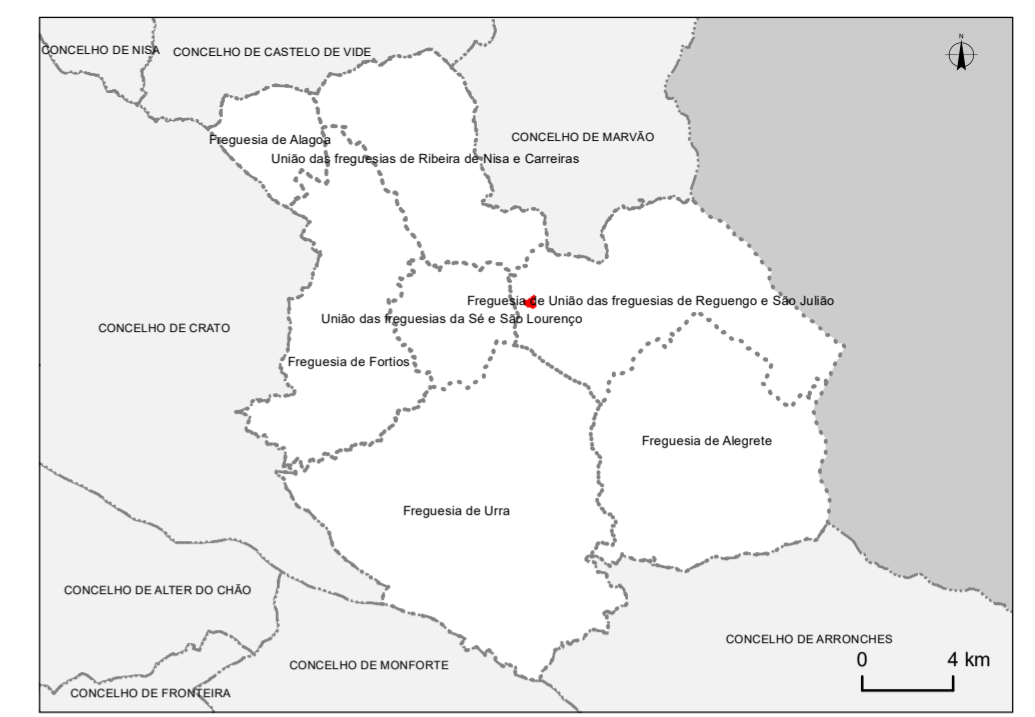 N
CONCELHO DE NISA
CONCELHO DE CASTELO DE VIDE
CONCELHO DE MARVÃO
Freguesia de Alagoa
União das freguesias de Ribeira de Nisa e Carreiras
Freguesia de União das freguesias de Reguengo e São Julião
União das freguesias da Sé e São Lourenço
CONCELHO DE CRATO
Freguesia de Fortios
Freguesia de Alegrete
Freguesia de Urra
CONCELHO DE ALTER DO CHÃO
CONCELHO DE ARRONCHES
CONCELHO DE MONFORTE
0 4 km
CONCELHO DE FRONTEIRA